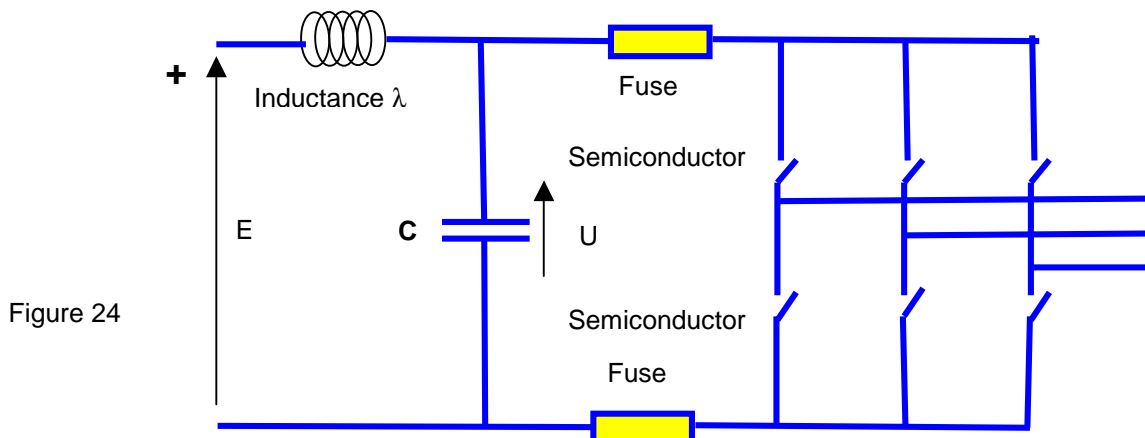 +
Inductance λ
Fuse
Semiconductor
E
C
U
Figure 24
Semiconductor
Fuse